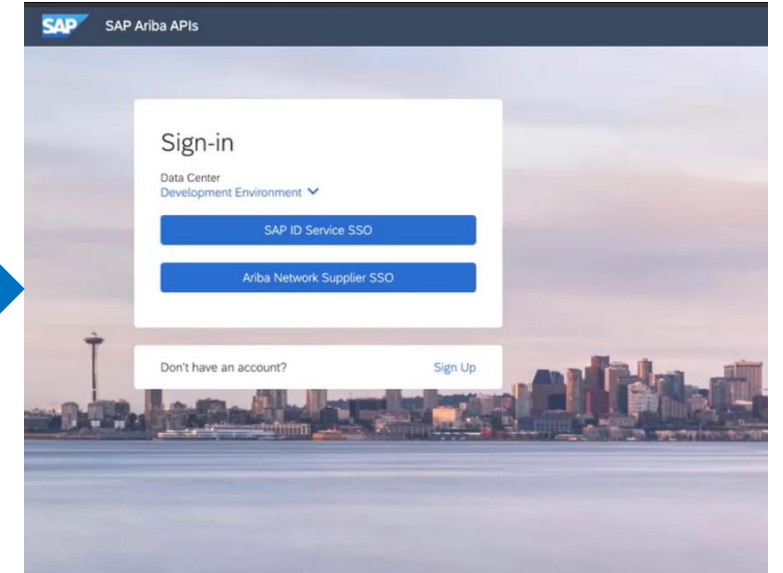 SAP
SAP Ariba APIs
Sign-in
Data Center
Development Environment
SAP ID Service SSO
Ariba Network Supplier SSO
Don't have an account?
Sign Up